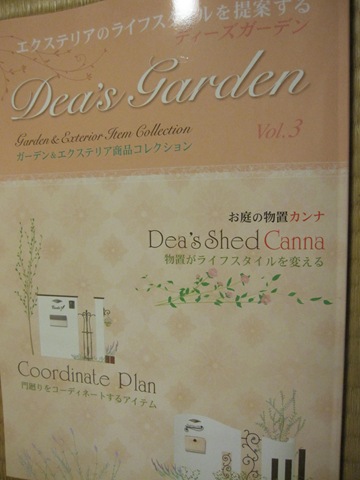 エクステリアのライフスタイルを提案する
ディーズガーデン
Dea's Garden
Garden & Exterior Item Collection
Vol.3
ガーデン&エクステリア商品コレクション
お庭の物置カンナ
Dea's Shed Canna
物置がライフスタイルを変える
Coordinate Plan
門廻りをコーディネートするアイテム